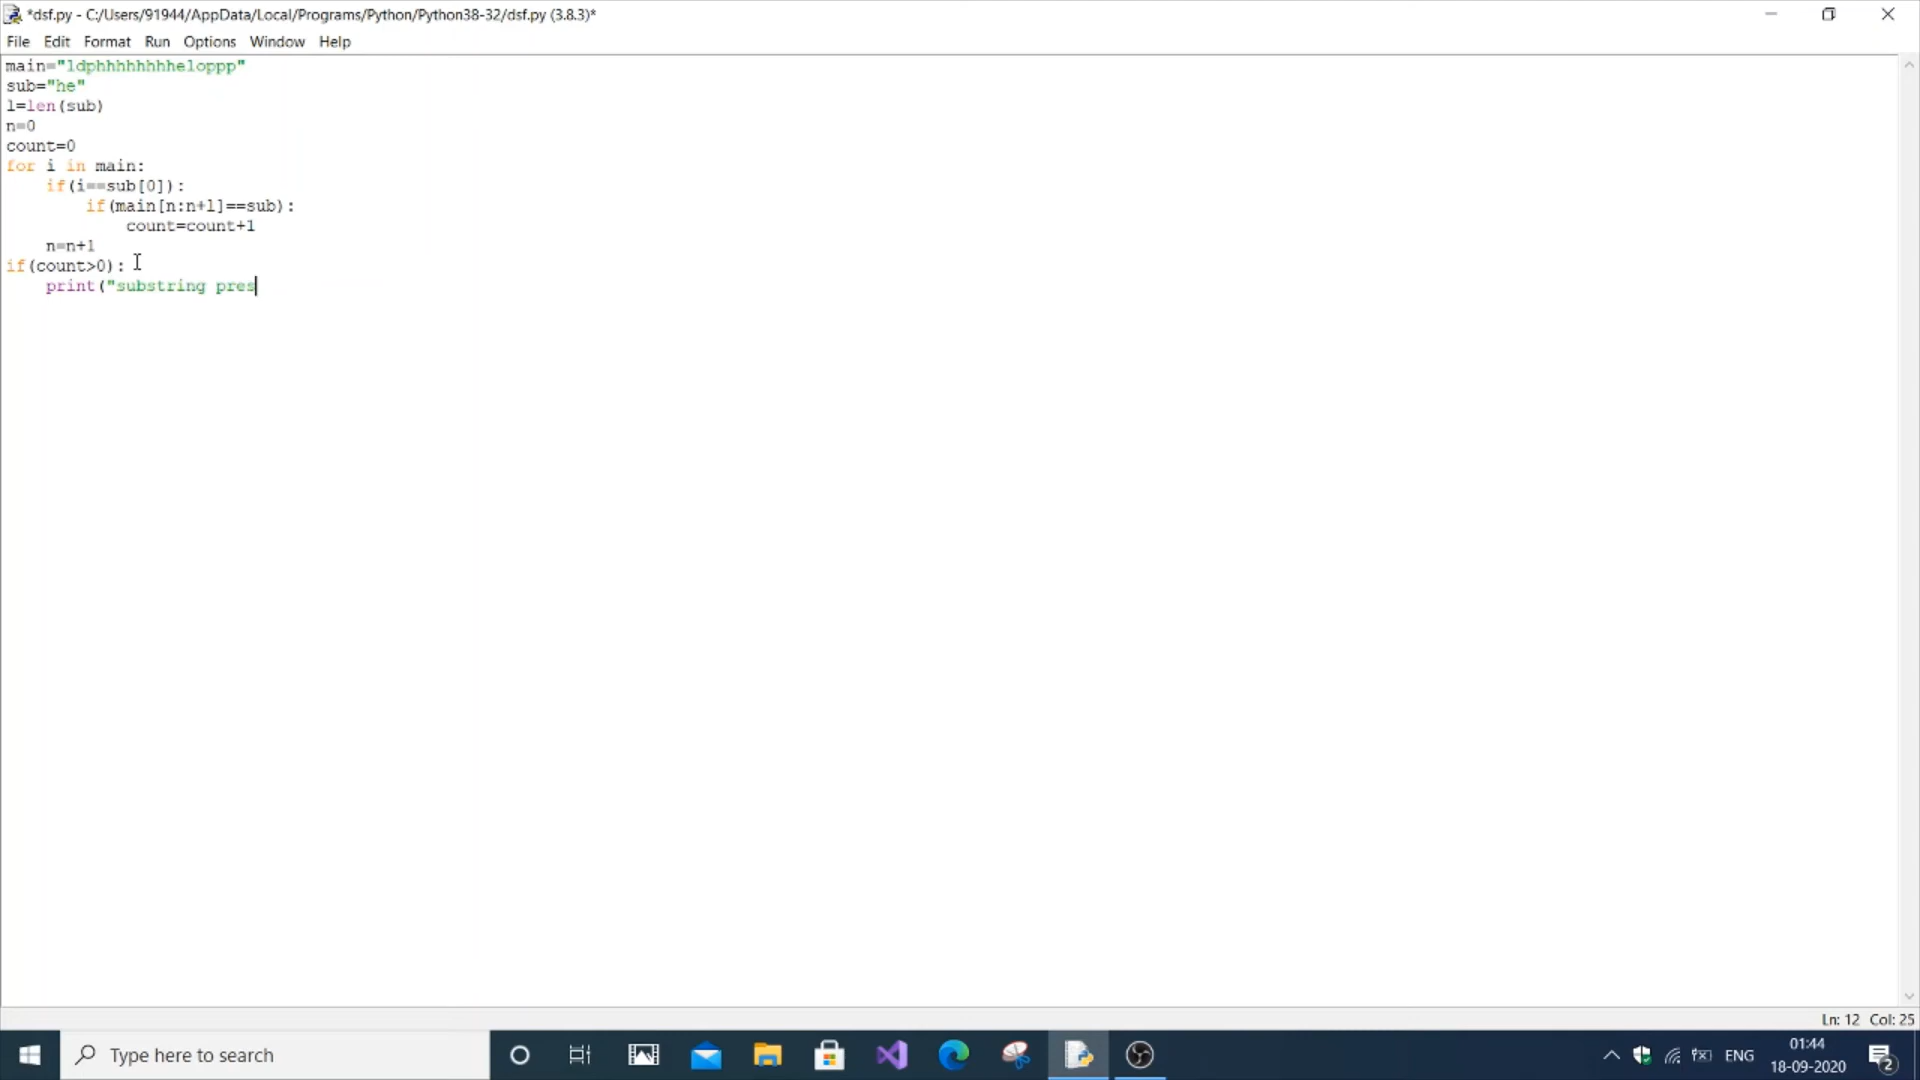 *dsf.py - C:/Users/91944/AppData/Local/Programs/Python/Python38-32/dsf.py (3.8.3)*
File Edit Format Run Options Window Help
main="ldphhhhhhhheloppp"
sub="he"
l=len(sub)
n=0
count=0
for i in main:
    if(i==sub[0]):
        if(main[n:n+l]==sub):
            count=count+1
    n=n+1
if(count>0):
    print("substring pres
Ln: 12 Col: 25
Type here to search
ENG
01:44
18-09-2020
2